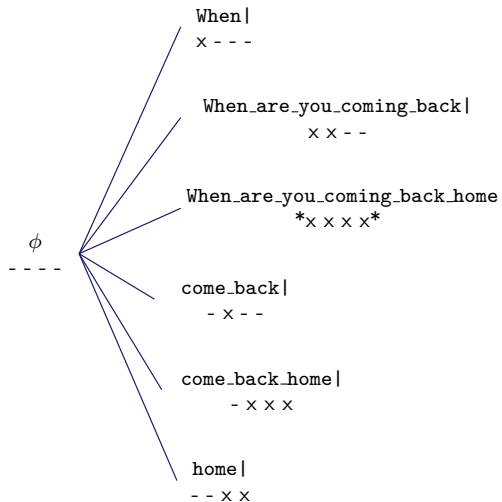 When|
x - - -
When_are_you_coming_back|
x x - -
When_are_you_coming_back_home
*x x x x*
ϕ
- - - -
come_back|
- x - -
come_back_home|
- x x x
home|
- - x x